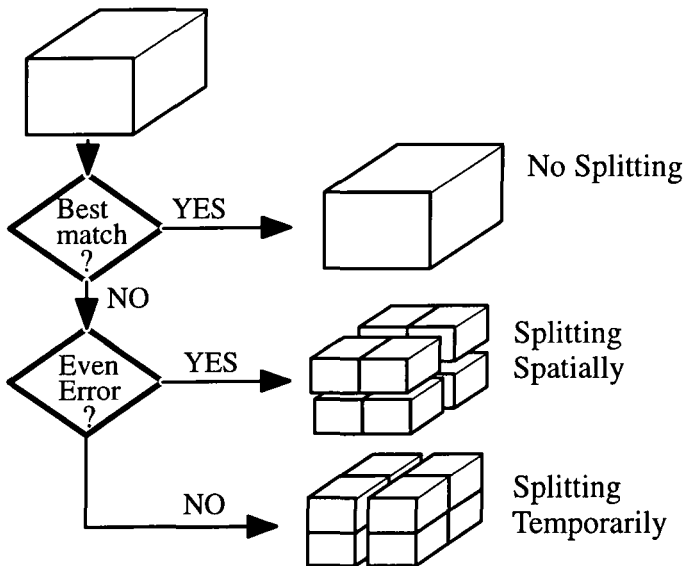 No Splitting
Best
match
?
YES
NO
Even
Error
?
YES
Splitting
Spatially
NO
Splitting
Temporarily